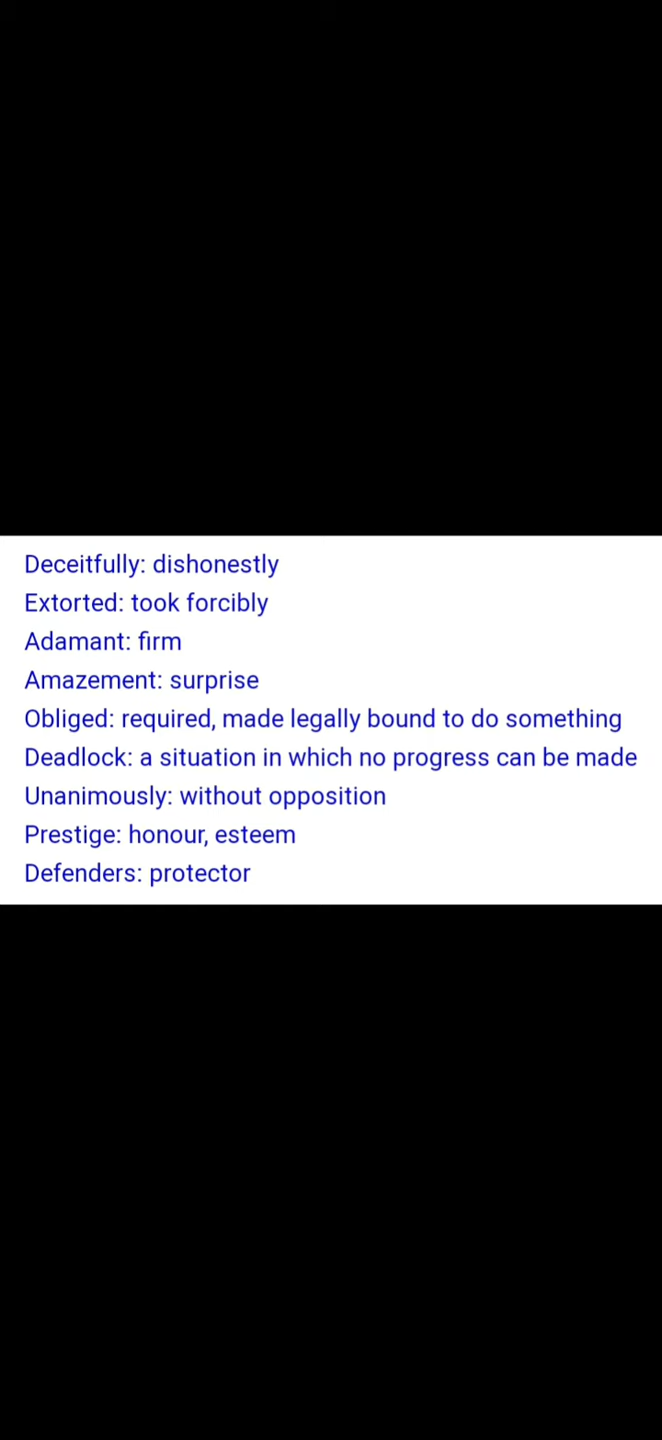 Deceitfully: dishonestly
Extorted: took forcibly
Adamant: firm
Amazement: surprise
Obliged: required, made legally bound to do something
Deadlock: a situation in which no progress can be made
Unanimously: without opposition
Prestige: honour, esteem
Defenders: protector